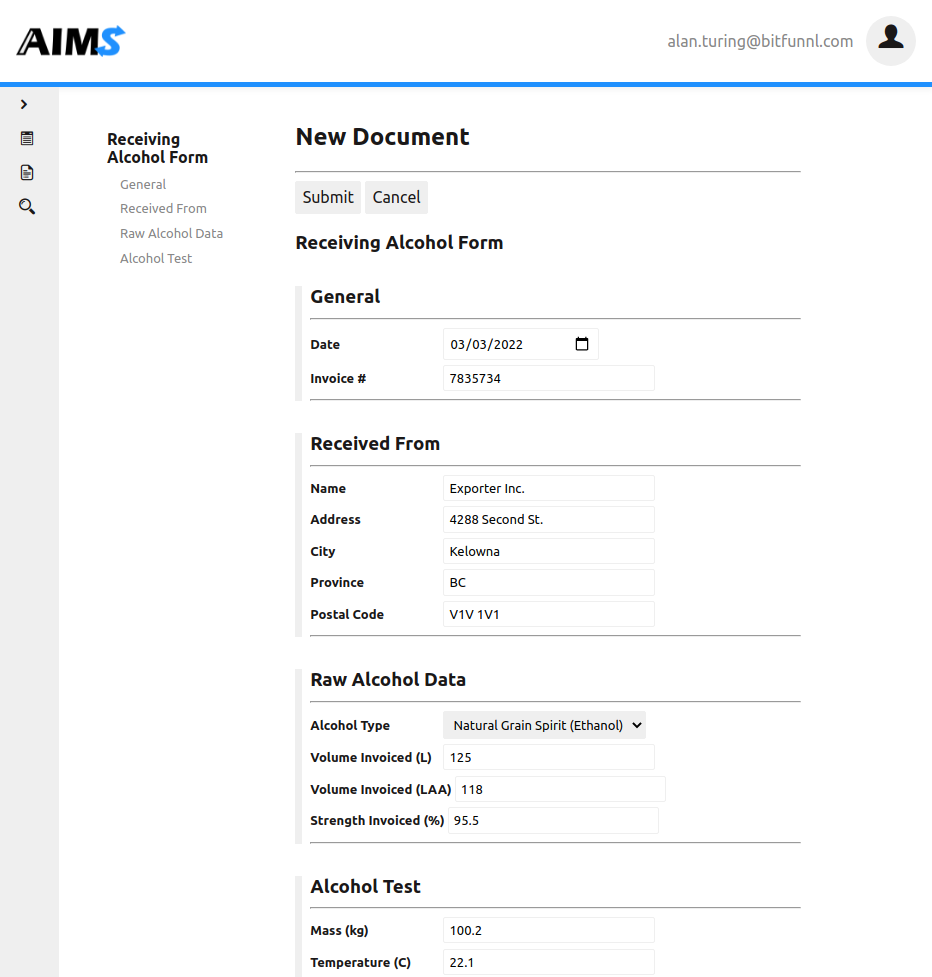 AIMS
alan.turing@bitfunnl.com
Receiving
Alcohol Form
General
Received From
Raw Alcohol Data
Alcohol Test
New Document
Submit Cancel
Receiving Alcohol Form
General
Date 03/03/2022
Invoice # 7835734
Received From
Name Exporter Inc.
Address 4288 Second St.
City Kelowna
Province BC
Postal Code V1V 1V1
Raw Alcohol Data
Alcohol Type Natural Grain Spirit (Ethanol)
Volume Invoiced (L) 125
Volume Invoiced (LAA) 118
Strength Invoiced (%) 95.5
Alcohol Test
Mass (kg) 100.2
Temperature (C) 22.1